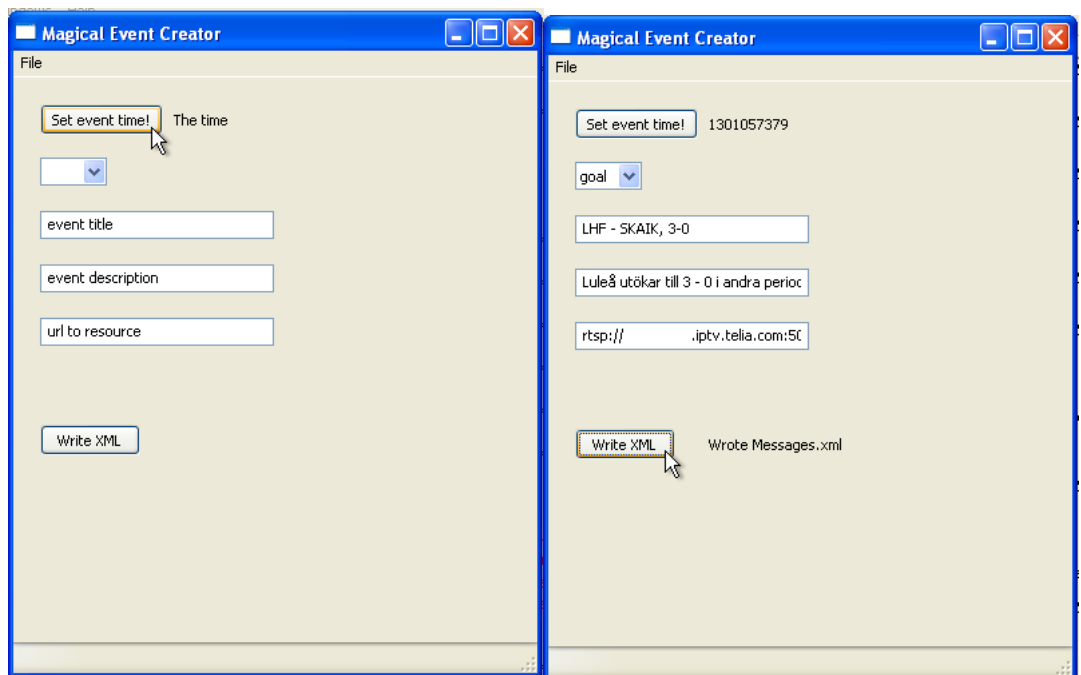 Magical Event Creator
File
Set event time! The time
event title
event description
url to resource
Write XML
Magical Event Creator
File
Set event time! 1301057379
goal
LHF - SKAIK, 3-0
Luleå utökar till 3 - 0 i andra
rtsp:// .iptv.telia.com:50
Write XML Wrote Messages.xml